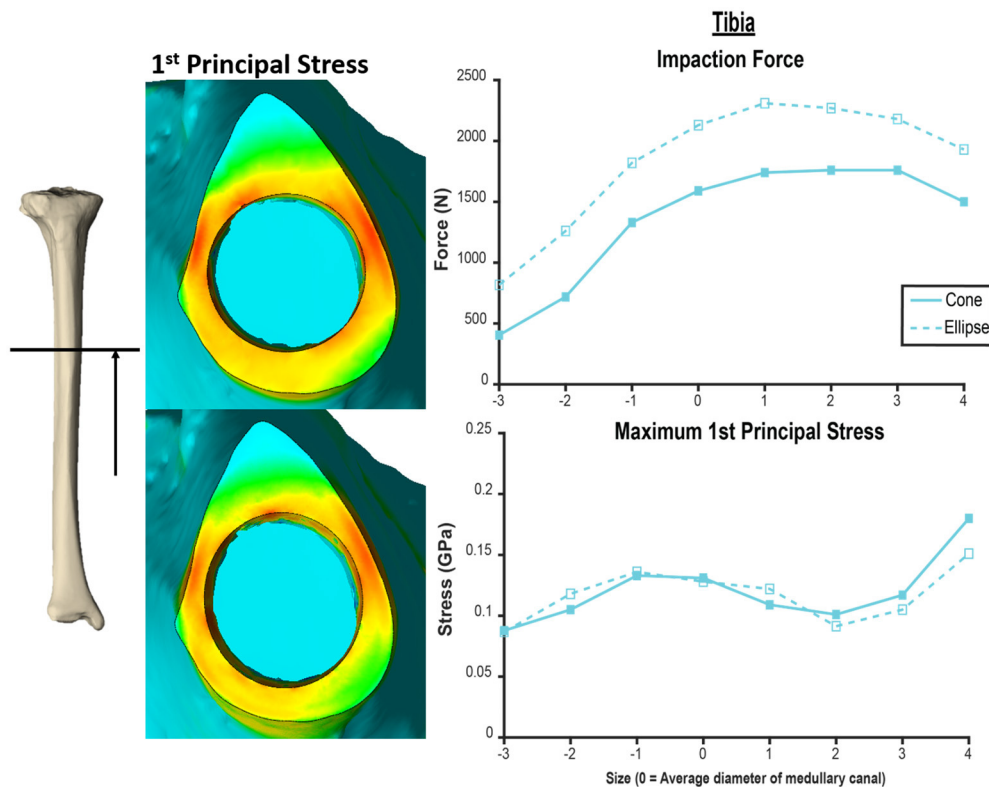 Tibia
1st Principal Stress
Impaction Force
Force (N)
2500
2000
1500
1000
500
0
-3 -2 -1 0 1 2 3 4
Cone
Ellipse
Maximum 1st Principal Stress
Stress (GPa)
0.25
0.2
0.15
0.1
0.05
0
-3 -2 -1 0 1 2 3 4
Size (0 = Average diameter of medullary canal)